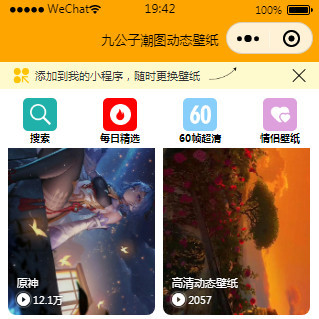 WeChat 19:42 100%
九公子潮图动态壁纸
添加到我的小程序，随时更换壁纸
60
搜索 每日精选 60帧超清 情侣壁纸
原神 高清动态壁纸
12.1万 2057